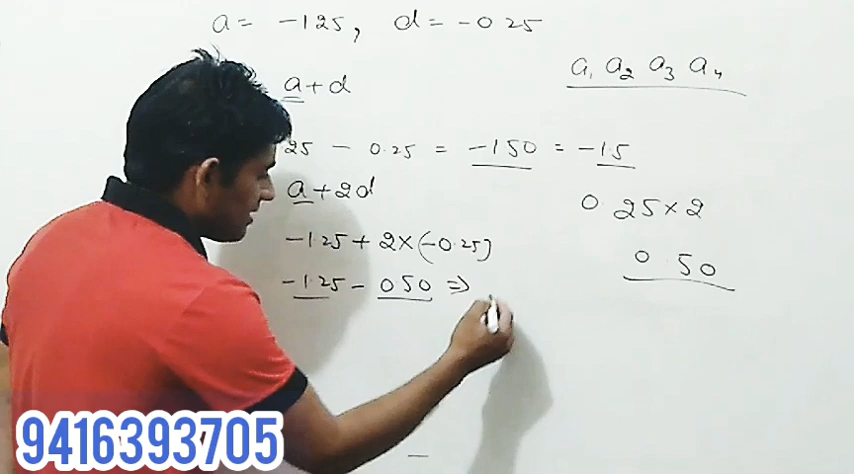 a = -1.25, d = -0.25
a + d
a₁ a₂ a₃ a₄
25 - 0.25 = -1.50 = -1.5
a + 2d
0.25 × 2
-1.25 + 2×(-0.25)
0.50
-1.25 - 0.50 ⇒
9416393705